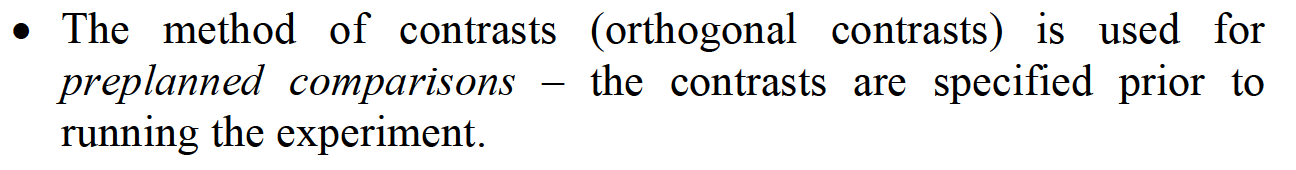 • The method of contrasts (orthogonal contrasts) is used for
preplanned comparisons – the contrasts are specified prior to
running the experiment.